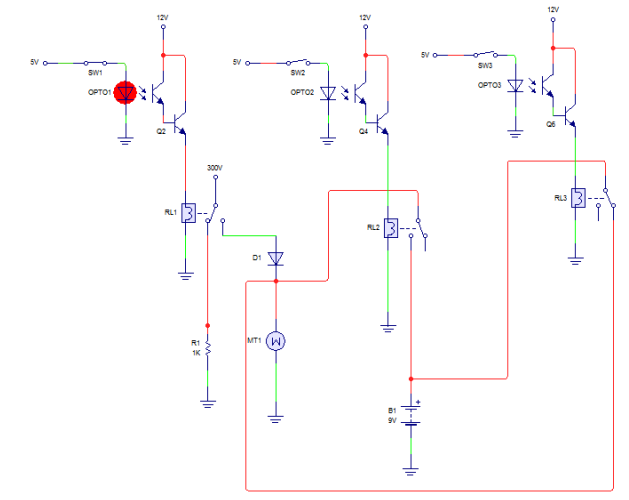 12V
12V
12V
5V
SW1
5V
SW2
5V
SW3
OPTO1
OPTO2
OPTO3
Q2
Q4
Q6
300V
RL1
RL2
RL3
D1
R1
1K
MT1
B1
9V
+